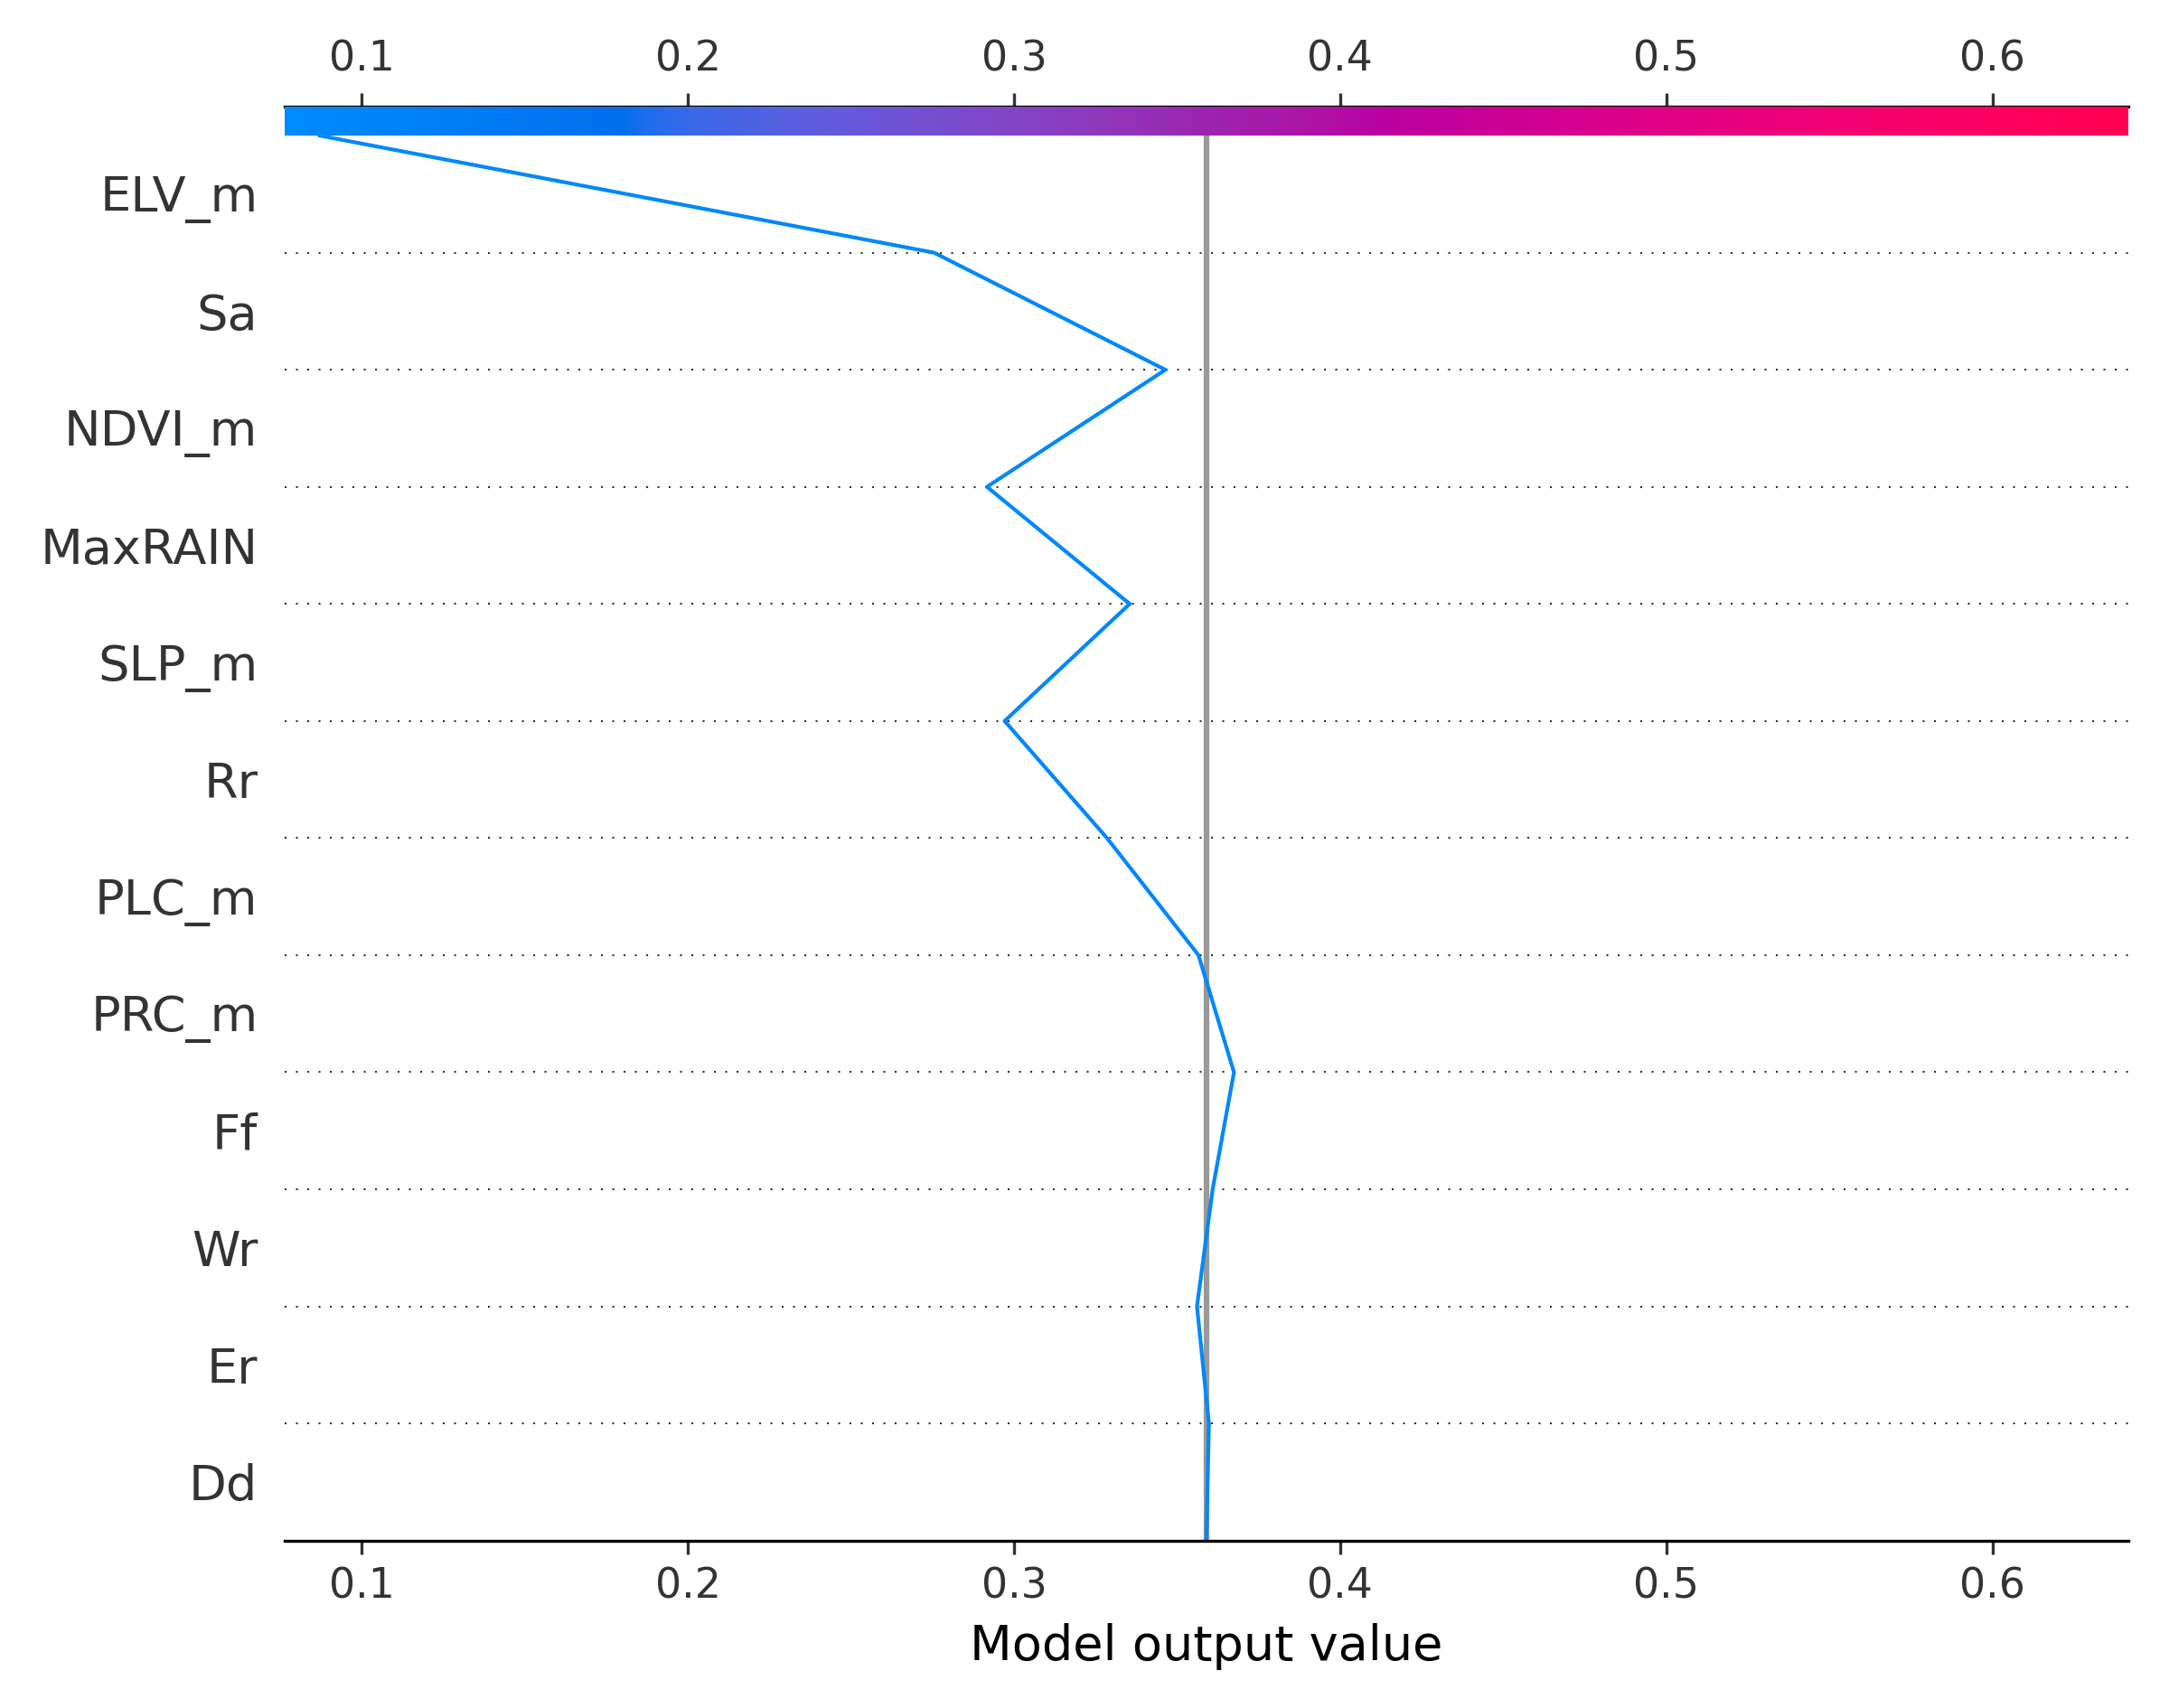 0.1 0.2 0.3 0.4 0.5 0.6
ELV_m
Sa
NDVI_m
MaxRAIN
SLP_m
Rr
PLC_m
PRC_m
Ff
Wr
Er
Dd
0.1 0.2 0.3 0.4 0.5 0.6
Model output value